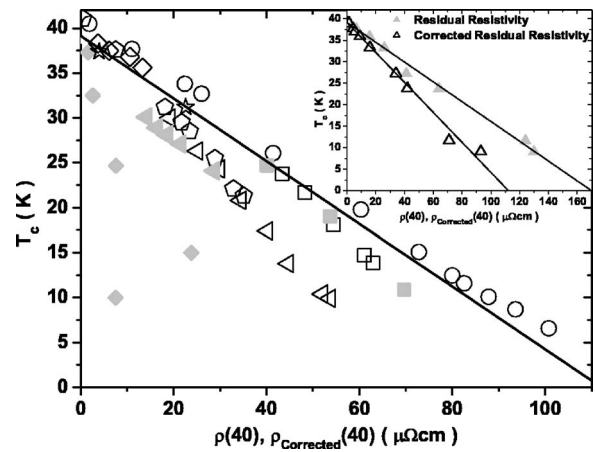 45
40
35
30
25
20
15
10
5
0
T_c ( K )
0 20 40 60 80 100
ρ(40), ρ_Corrected(40) ( μΩcm )
40
35
30
25
20
15
10
5
0
T_c ( K )
Residual Resistivity
Corrected Residual Resistivity
0 20 40 60 80 100 120 140 160
ρ(40), ρ_Corrected(40) ( μΩcm )